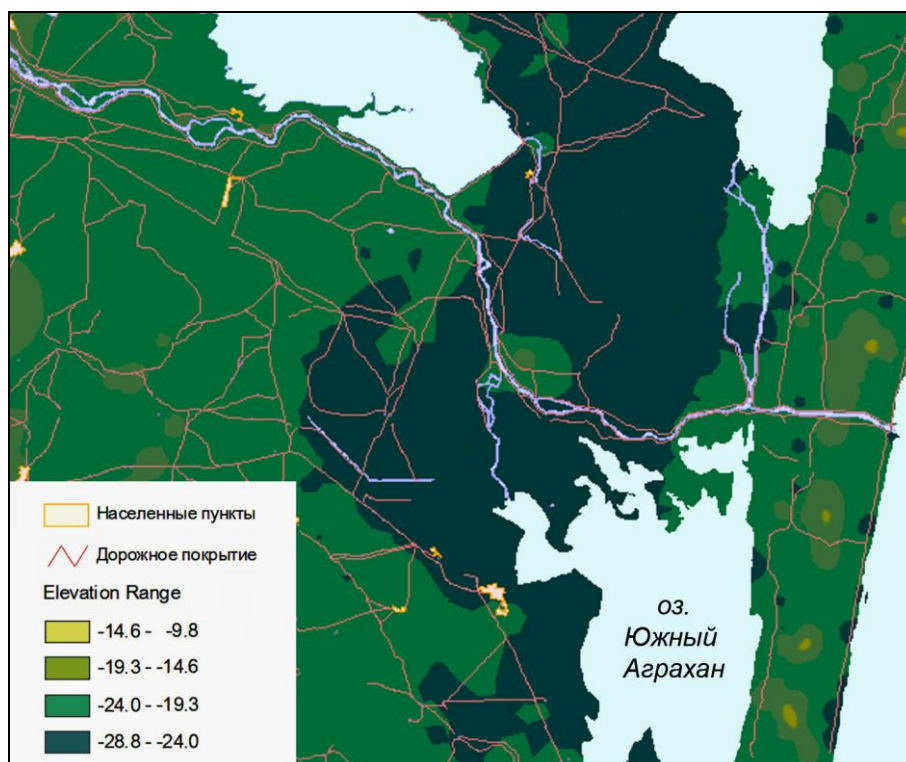 Населенные пункты
Дорожное покрытие
Elevation Range
-14.6 - -9.8
-19.3 - -14.6
-24.0 - -19.3
-28.8 - -24.0
оз.
Южный
Аграхан